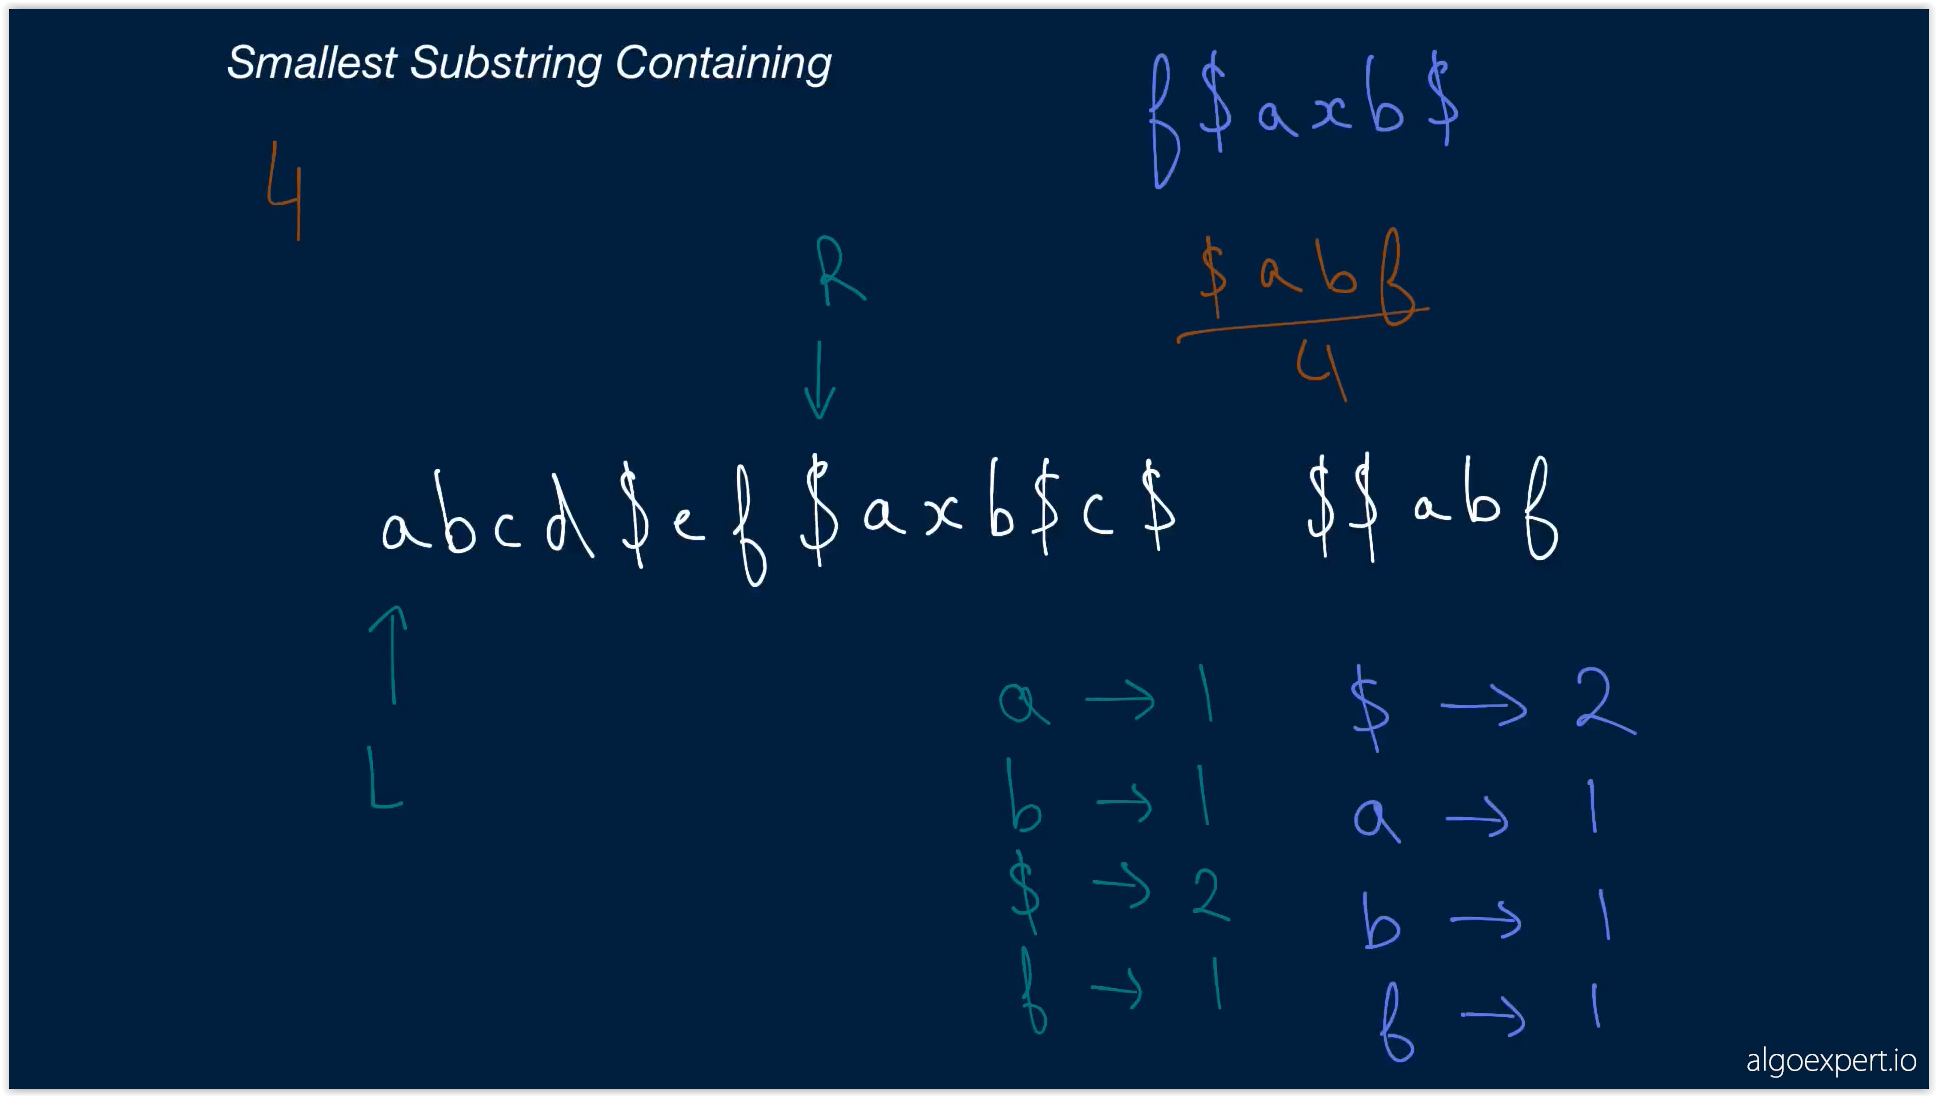 Smallest Substring Containing
f$axb$
4
R
$abf
4
abcd$ef$axb$c$ $$abf
L
a → 1 $ → 2
b → 1 a → 1
$ → 2 b → 1
f → 1 f → 1
algoexpert.io